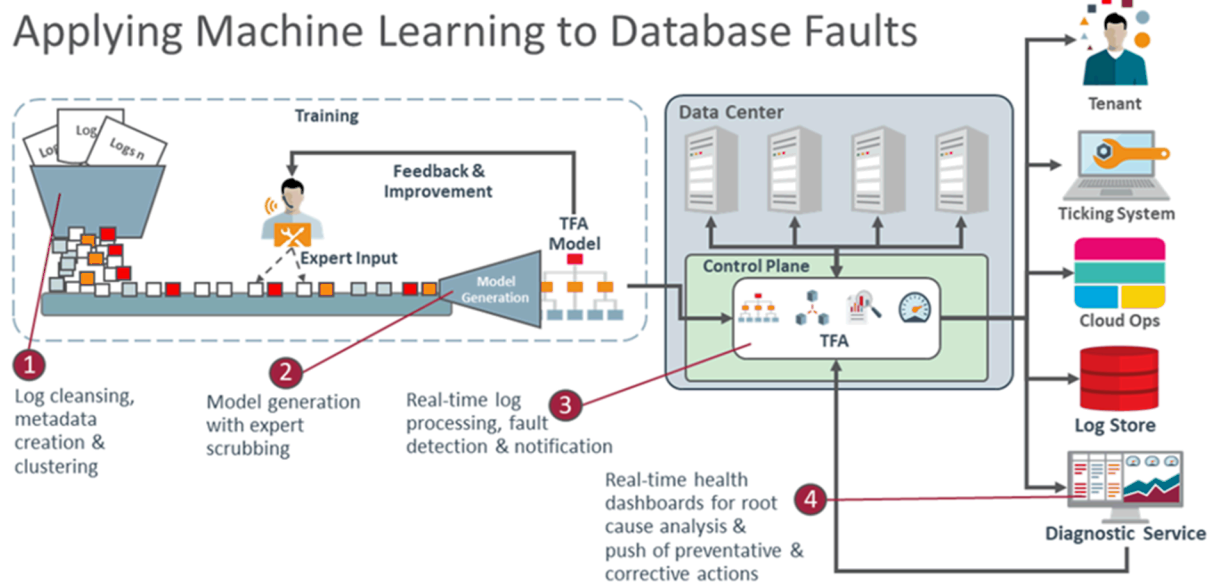 Applying Machine Learning to Database Faults
Training
Log
Log
Logs n
Feedback &
Improvement
TFA
Model
Expert Input
Model
Generation
1
Log cleansing,
metadata
creation &
clustering
2
Model generation
with expert
scrubbing
3
Real-time log
processing, fault
detection & notification
Data Center
Control Plane
TFA
4
Real-time health
dashboards for root
cause analysis &
push of preventative &
corrective actions
Tenant
Ticking System
Cloud Ops
Log Store
Diagnostic Service